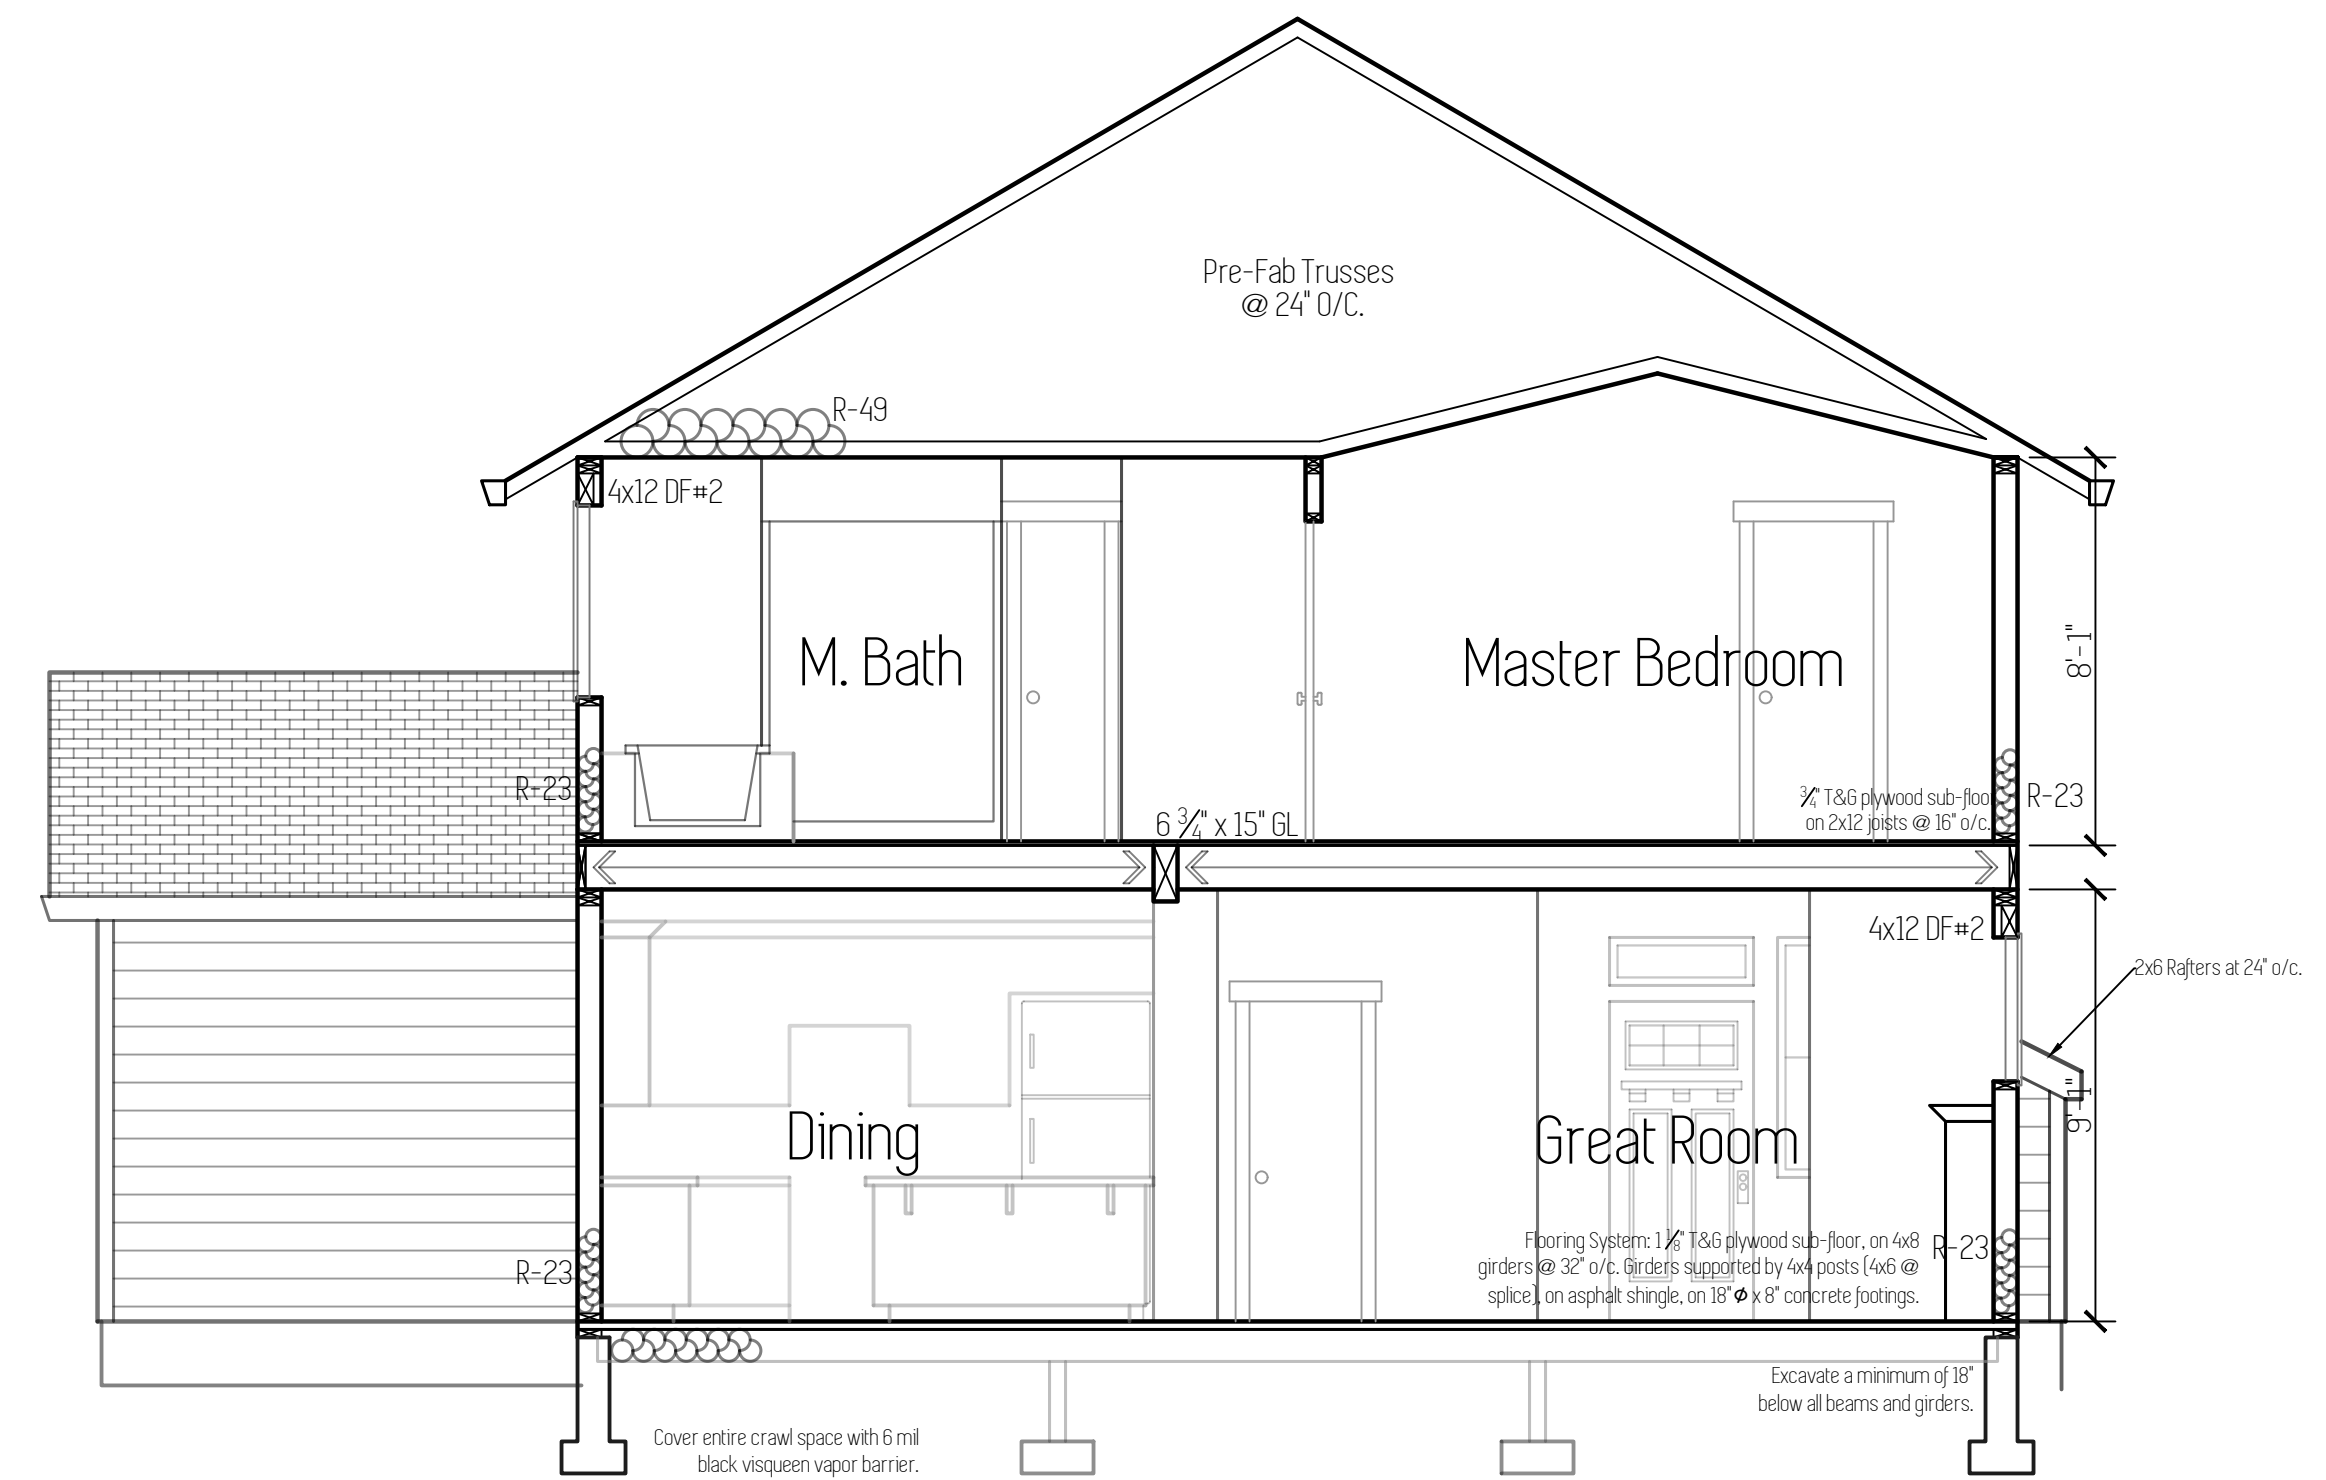 Pre-Fab Trusses
@ 24" O/C.
R-49
4x12 DF#2
M. Bath
Master Bedroom
8'-1"
R-23
3/4" T&G plywood sub-floor
on 2x12 joists @ 16" o/c.
R-23
6 3/4" x 15" GL
4x12 DF#2
2x6 Rafters at 24" o/c.
9'-1"
Dining
Great Room
Flooring System: 1 1/8" T&G plywood sub-floor, on 4x8
girders @ 32" o/c. Girders supported by 4x4 posts (4x6 @
splice), on asphalt shingle, on 18"Ø x 8" concrete footings.
R-23
R-23
Excavate a minimum of 18"
below all beams and girders.
Cover entire crawl space with 6 mil
black visqueen vapor barrier.